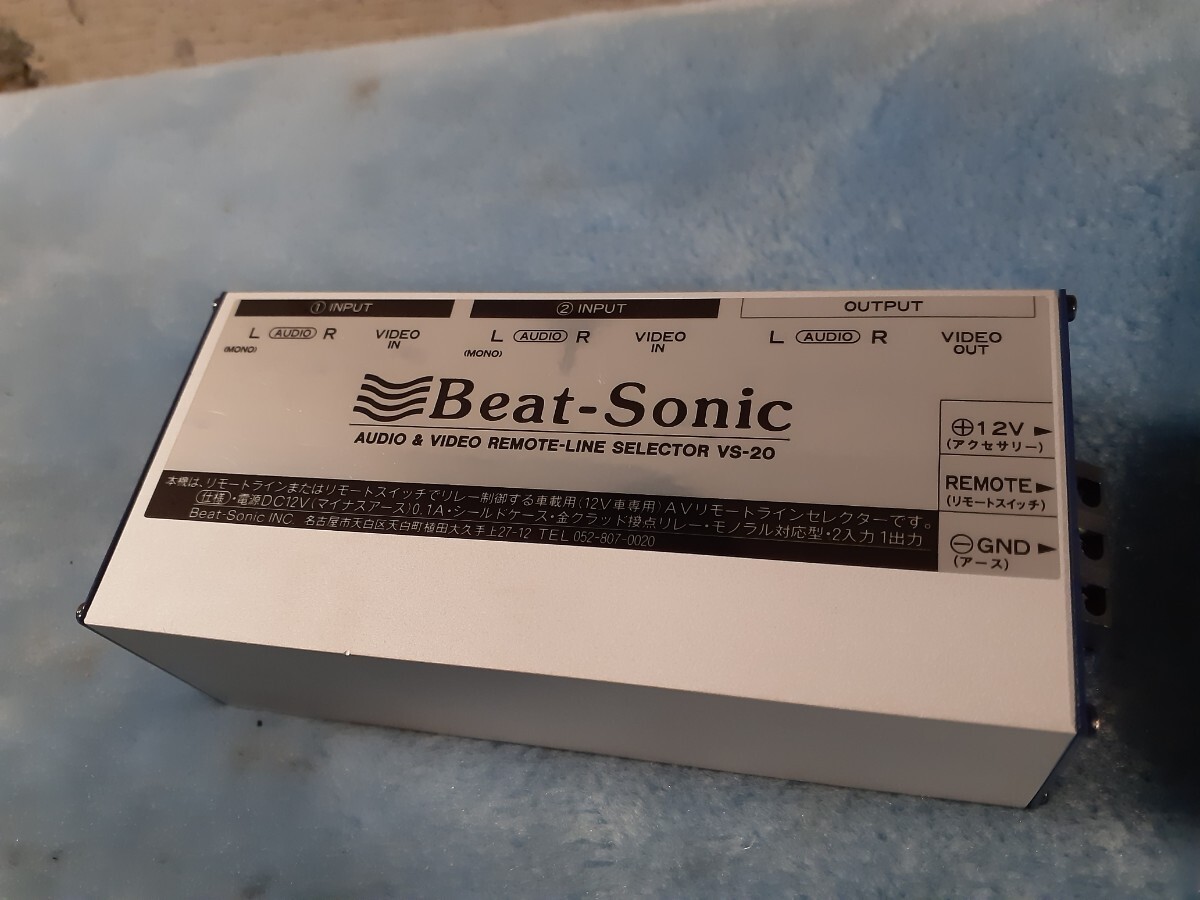 ① INPUT ② INPUT OUTPUT
L AUDIO R VIDEO IN L AUDIO R VIDEO IN L AUDIO R VIDEO OUT
(MONO) (MONO)
Beat-Sonic
AUDIO & VIDEO REMOTE-LINE SELECTOR VS-20
⊕12V
(アクセサリー)
REMOTE
(リモートスイッチ)
⊖GND
(アース)
本機は、リモートラインまたはリモートスイッチでリレー制御する車載用(12V車専用)AVリモートラインセレクターです。
仕様・電源DC12V(マイナスアース)0.1A・シールドケース・金クラッド接点リレー・モノラル対応型・2入力1出力
Beat-Sonic INC. 名古屋市天白区天白町植田大久手上27-12 TEL 052-807-0020